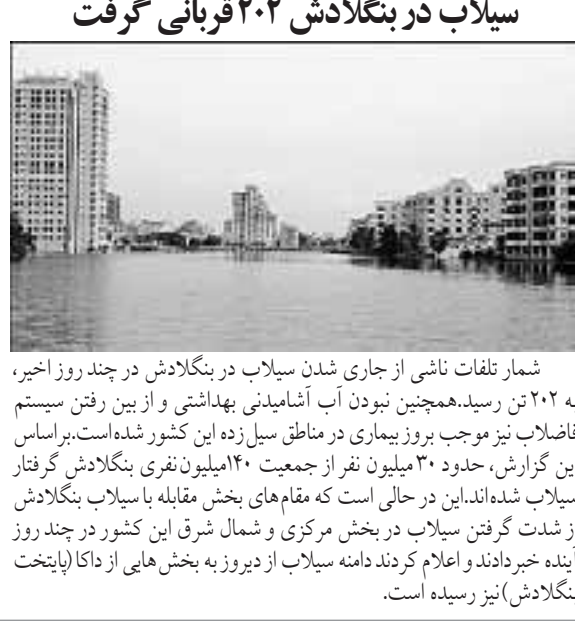 سیلاب در بنگلادش ۲۰۲ قربانی گرفت
شمار تلفات ناشی از جاری شدن سیلاب در بنگلادش در چند روز اخیر،
به ۲۰۲ تن رسید.همچنین نبودن آب آشامیدنی بهداشتی و از بین رفتن سیستم
فاضلاب نیز موجب بروز بیماری در مناطق سیل‌زده این کشور شده‌است.براساس
این گزارش، حدود ۳۰ میلیون نفر از جمعیت ۱۴۰میلیون‌نفری بنگلادش گرفتار
سیلاب شده‌اند.این در حالی است که مقام‌های بخش مقابله با سیلاب بنگلادش
از شدت گرفتن سیلاب در بخش مرکزی و شمال شرق این کشور در چند روز
آینده خبر دادند و اعلام کردند دامنه سیلاب از دیروز به بخش‌هایی از داکا (پایتخت
بنگلادش)نیز رسیده است.